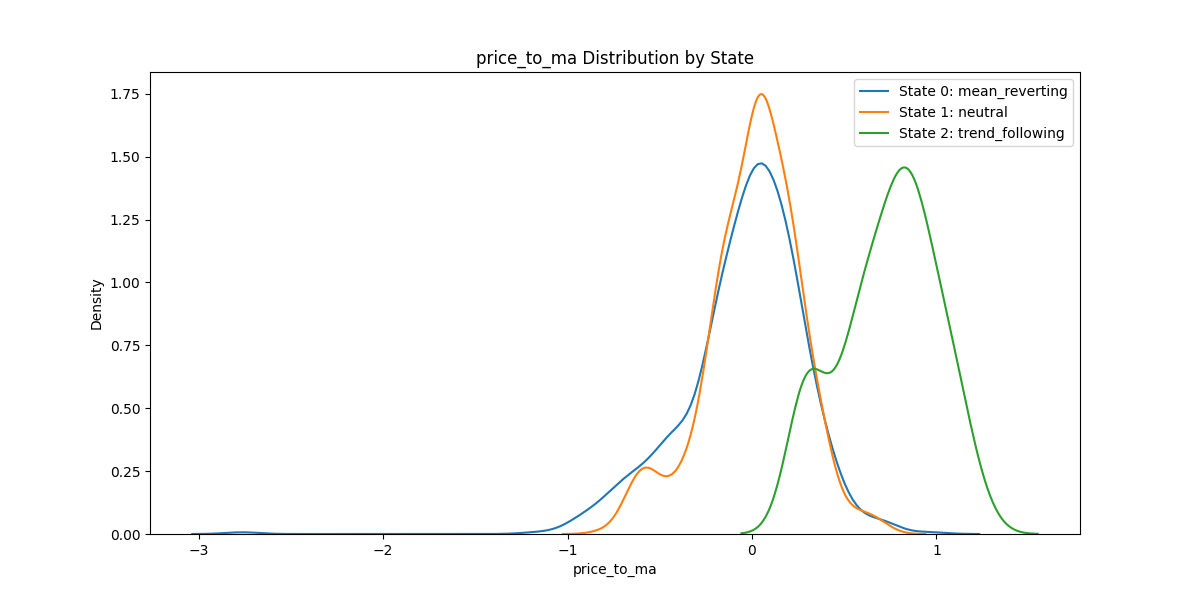 price_to_ma Distribution by State
State 0: mean_reverting
State 1: neutral
State 2: trend_following
Density
1.75
1.50
1.25
1.00
0.75
0.50
0.25
0.00
−3
−2
−1
0
1
price_to_ma